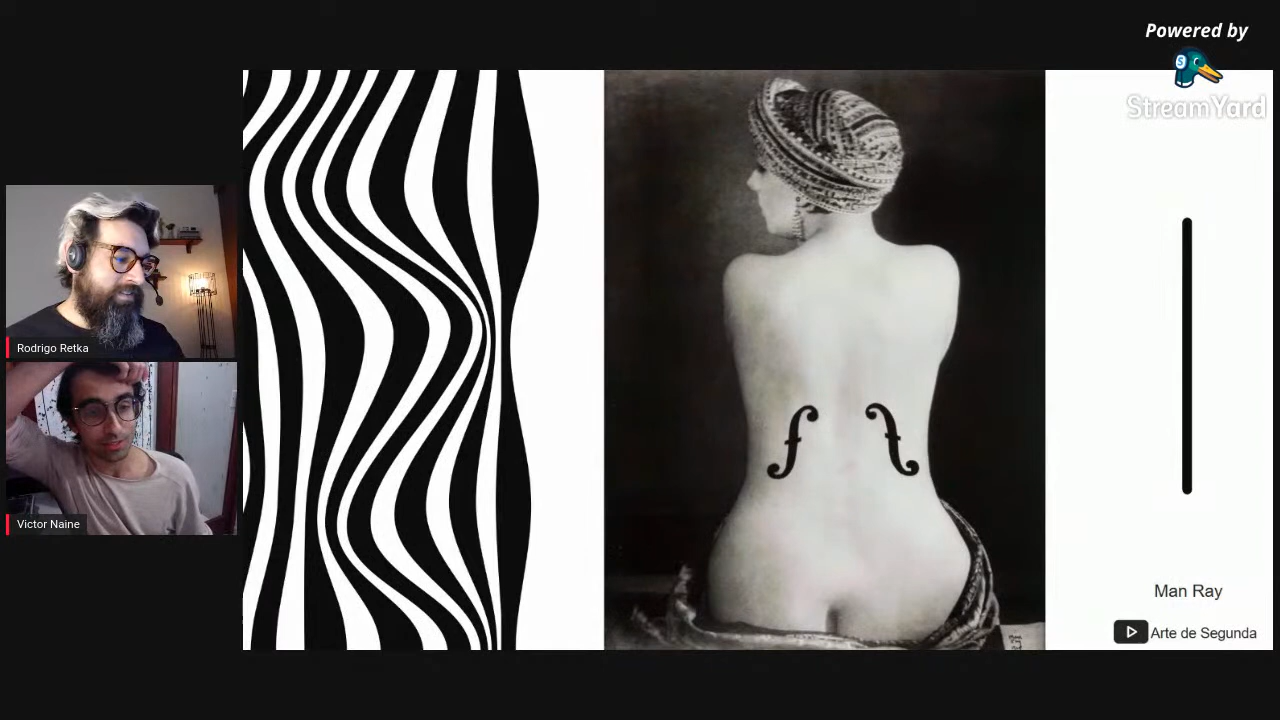 Powered by
StreamYard
Rodrigo Retka
Victor Naine
Man Ray
Arte de Segunda